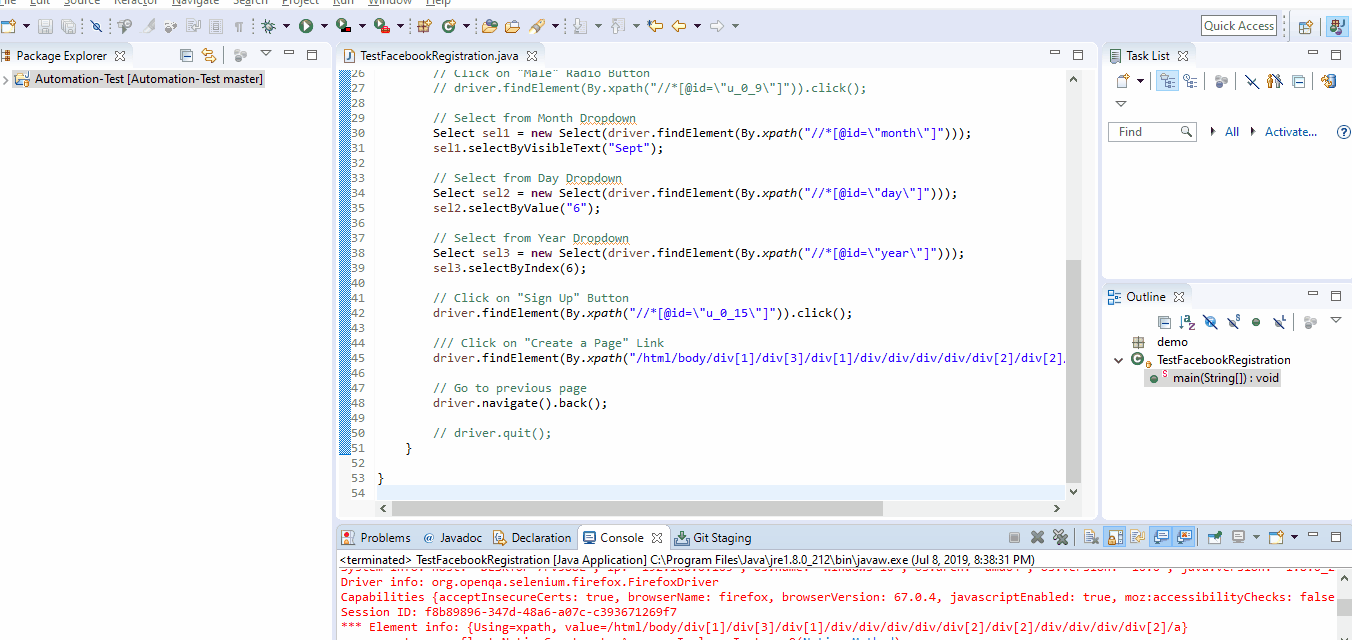 Edit Source Refactor Navigate Search Project Run Window Help
Quick Access
Package Explorer
Automation-Test [Automation-Test master]
TestFacebookRegistration.java
26 // Click on "Male" Radio Button
27 // driver.findElement(By.xpath("//*[@id=\"u_0_9\"]")).click();
28
29 // Select from Month Dropdown
30 Select sel1 = new Select(driver.findElement(By.xpath("//*[@id=\"month\"]")));
31 sel1.selectByVisibleText("Sept");
32
33 // Select from Day Dropdown
34 Select sel2 = new Select(driver.findElement(By.xpath("//*[@id=\"day\"]")));
35 sel2.selectByValue("6");
36
37 // Select from Year Dropdown
38 Select sel3 = new Select(driver.findElement(By.xpath("//*[@id=\"year\"]")));
39 sel3.selectByIndex(6);
40
41 // Click on "Sign Up" Button
42 driver.findElement(By.xpath("//*[@id=\"u_0_15\"]")).click();
43
44 /// Click on "Create a Page" Link
45 driver.findElement(By.xpath("/html/body/div[1]/div[3]/div[1]/div/div/div/div/div[2]/div[2]/
46
47 // Go to previous page
48 driver.navigate().back();
49
50 // driver.quit();
51 }
52
53 }
54
Task List
Find
All
Activate...
Outline
demo
TestFacebookRegistration
main(String[]) : void
Problems
@ Javadoc
Declaration
Console
Git Staging
<terminated> TestFacebookRegistration [Java Application] C:\Program Files\Java\jre1.8.0_212\bin\javaw.exe (Jul 8, 2019, 8:38:31 PM)
Driver info: org.openqa.selenium.firefox.FirefoxDriver
Capabilities {acceptInsecureCerts: true, browserName: firefox, browserVersion: 67.0.4, javascriptEnabled: true, moz:accessibilityChecks: false
Session ID: f8b89896-347d-48a6-a07c-c393671269f7
*** Element info: {Using=xpath, value=/html/body/div[1]/div[3]/div[1]/div/div/div/div/div[2]/div[2]/div/div/div/div[2]/a}